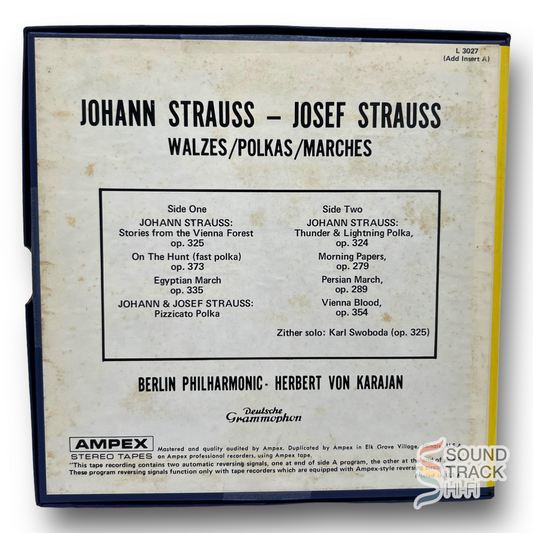 L 3027
(Add Insert A)
JOHANN STRAUSS – JOSEF STRAUSS
WALZES/POLKAS/MARCHES
Side One
JOHANN STRAUSS:
Stories from the Vienna Forest
op. 325
On The Hunt (fast polka)
op. 373
Egyptian March
op. 335
JOHANN & JOSEF STRAUSS:
Pizzicato Polka
Side Two
JOHANN STRAUSS:
Thunder & Lightning Polka,
op. 324
Morning Papers,
op. 279
Persian March,
op. 289
Vienna Blood,
op. 354
Zither solo: Karl Swoboda (op. 325)
BERLIN PHILHARMONIC - HERBERT VON KARAJAN
Deutsche
Grammophon
AMPEX
STEREO TAPES
Mastered and quality audited by Ampex. Duplicated by Ampex in Elk Grove Village,
on Ampex professional recorders, using Ampex tape.
"This tape recording contains two automatic reversing signals, one at end of side A program, the other at the
These program reversing signals function only with tape recorders which are equipped with Ampex-style
SOUND
TRACK
HI-FI